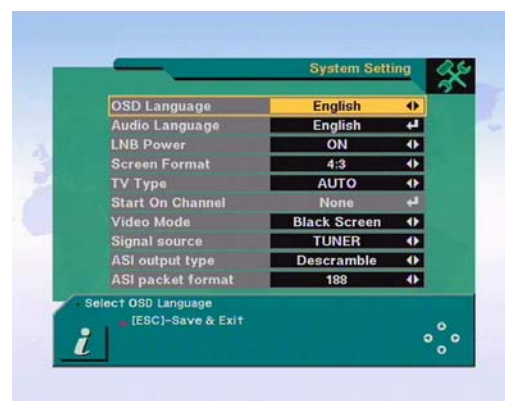 System Setting
OSD Language English
Audio Language English
LNB Power ON
Screen Format 4:3
TV Type AUTO
Start On Channel None
Video Mode Black Screen
Signal source TUNER
ASI output type Descramble
ASI packet format 188
Select OSD Language
[ESC]-Save & Exit
i